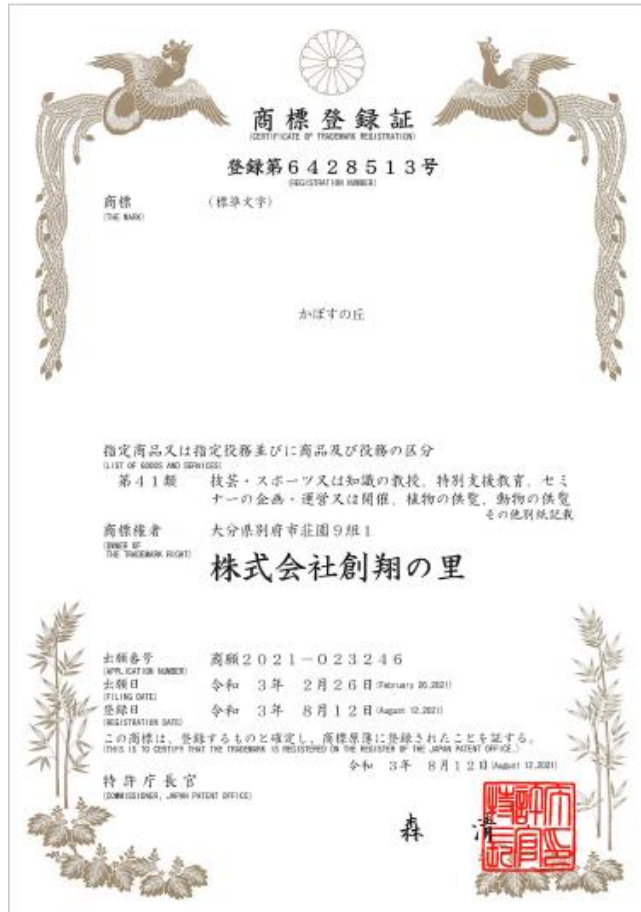 商標登録証
(CERTIFICATE OF TRADEMARK REGISTRATION)
登録第6428513号
(REGISTRATION NUMBER)
商標 (標準文字)
(THE MARK)
かぼすの丘
指定商品又は指定役務並びに商品及び役務の区分
(LIST OF GOODS AND SERVICES)
第41類 技芸・スポーツ又は知識の教授，特別支援教育，セミ
ナーの企画・運営又は開催，植物の供覧，動物の供覧
その他別紙記載
商標権者 大分県別府市荘園9組1
(OWNER OF
THE TRADEMARK RIGHT)
株式会社創翔の里
出願番号 商願2021-023246
(APPLICATION NUMBER)
出願日 令和 3年 2月26日(February 26,2021)
(FILING DATE)
登録日 令和 3年 8月12日(August 12,2021)
(REGISTRATION DATE)
この商標は、登録するものと確定し、商標原簿に登録されたことを証する。
(THIS IS TO CERTIFY THAT THE TRADEMARK IS REGISTERED ON THE REGISTER OF THE JAPAN PATENT OFFICE.)
令和 3年 8月12日(August 12,2021)
特許庁長官
(COMMISSIONER, JAPAN PATENT OFFICE)
森 清